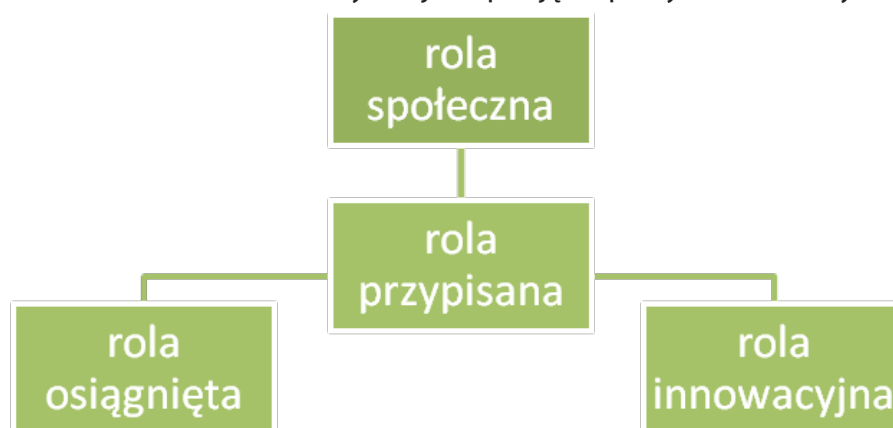 rola
społeczna
rola
przypisana
rola
osiągnięta
rola
innowacyjna